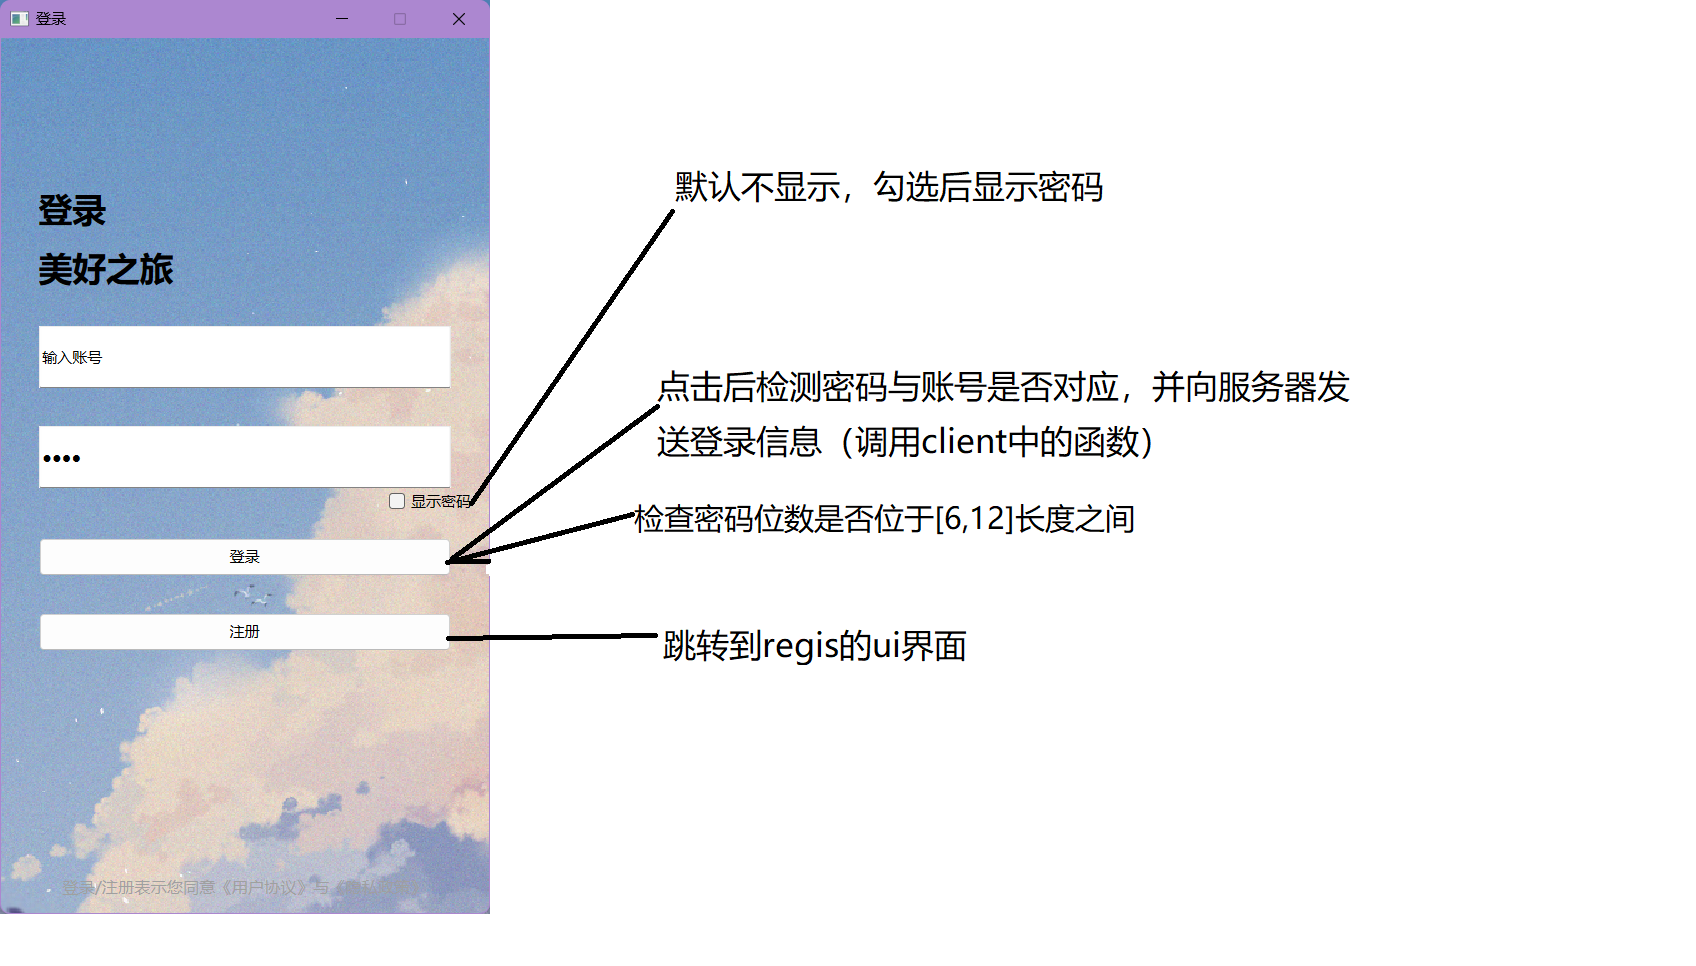 登录
默认不显示，勾选后显示密码
登录
美好之旅
输入账号
点击后检测密码与账号是否对应，并向服务器发
送登录信息（调用client中的函数）
显示密码
检查密码位数是否位于[6,12]长度之间
登录
注册
跳转到regis的ui界面
登录/注册表示您同意《用户协议》与